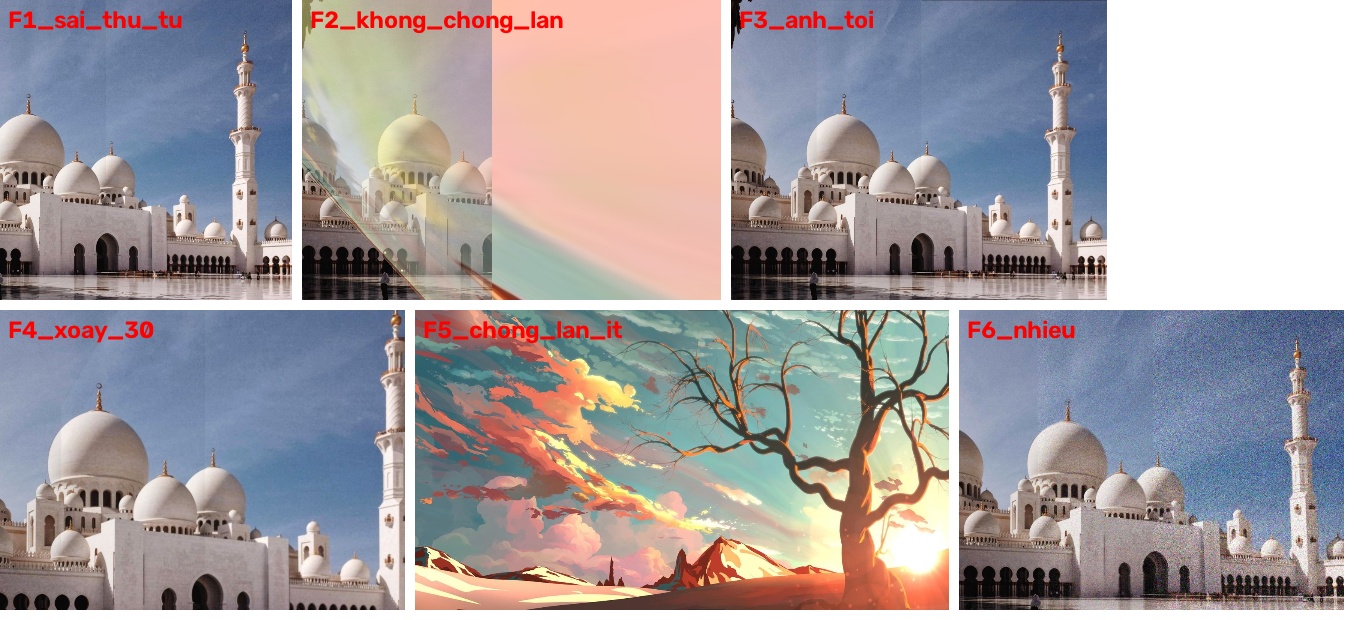 F1_sai_thu_tu
F2_khong_chong_lan
F3_anh_toi
F4_xoay_30
F5_chong_lan_it
F6_nhieu